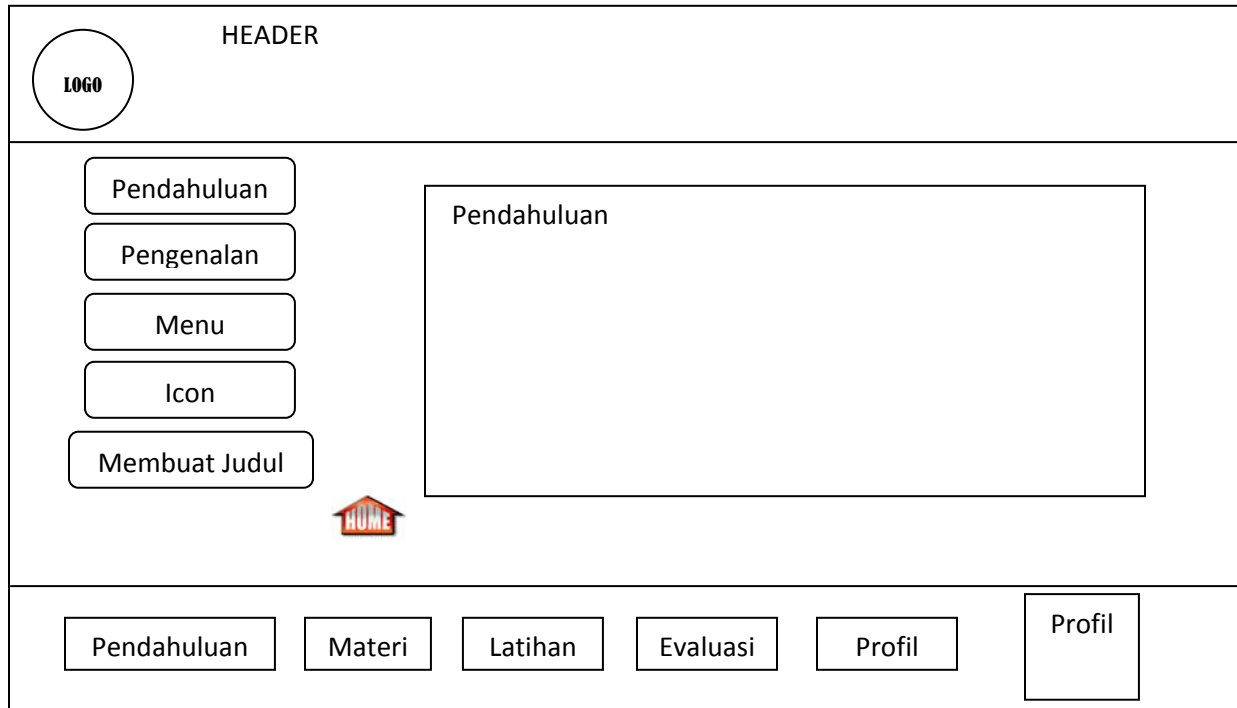 HEADER
LOGO
Pendahuluan
Pengenalan
Menu
Icon
Membuat Judul
Pendahuluan
HOME
Pendahuluan
Materi
Latihan
Evaluasi
Profil
Profil